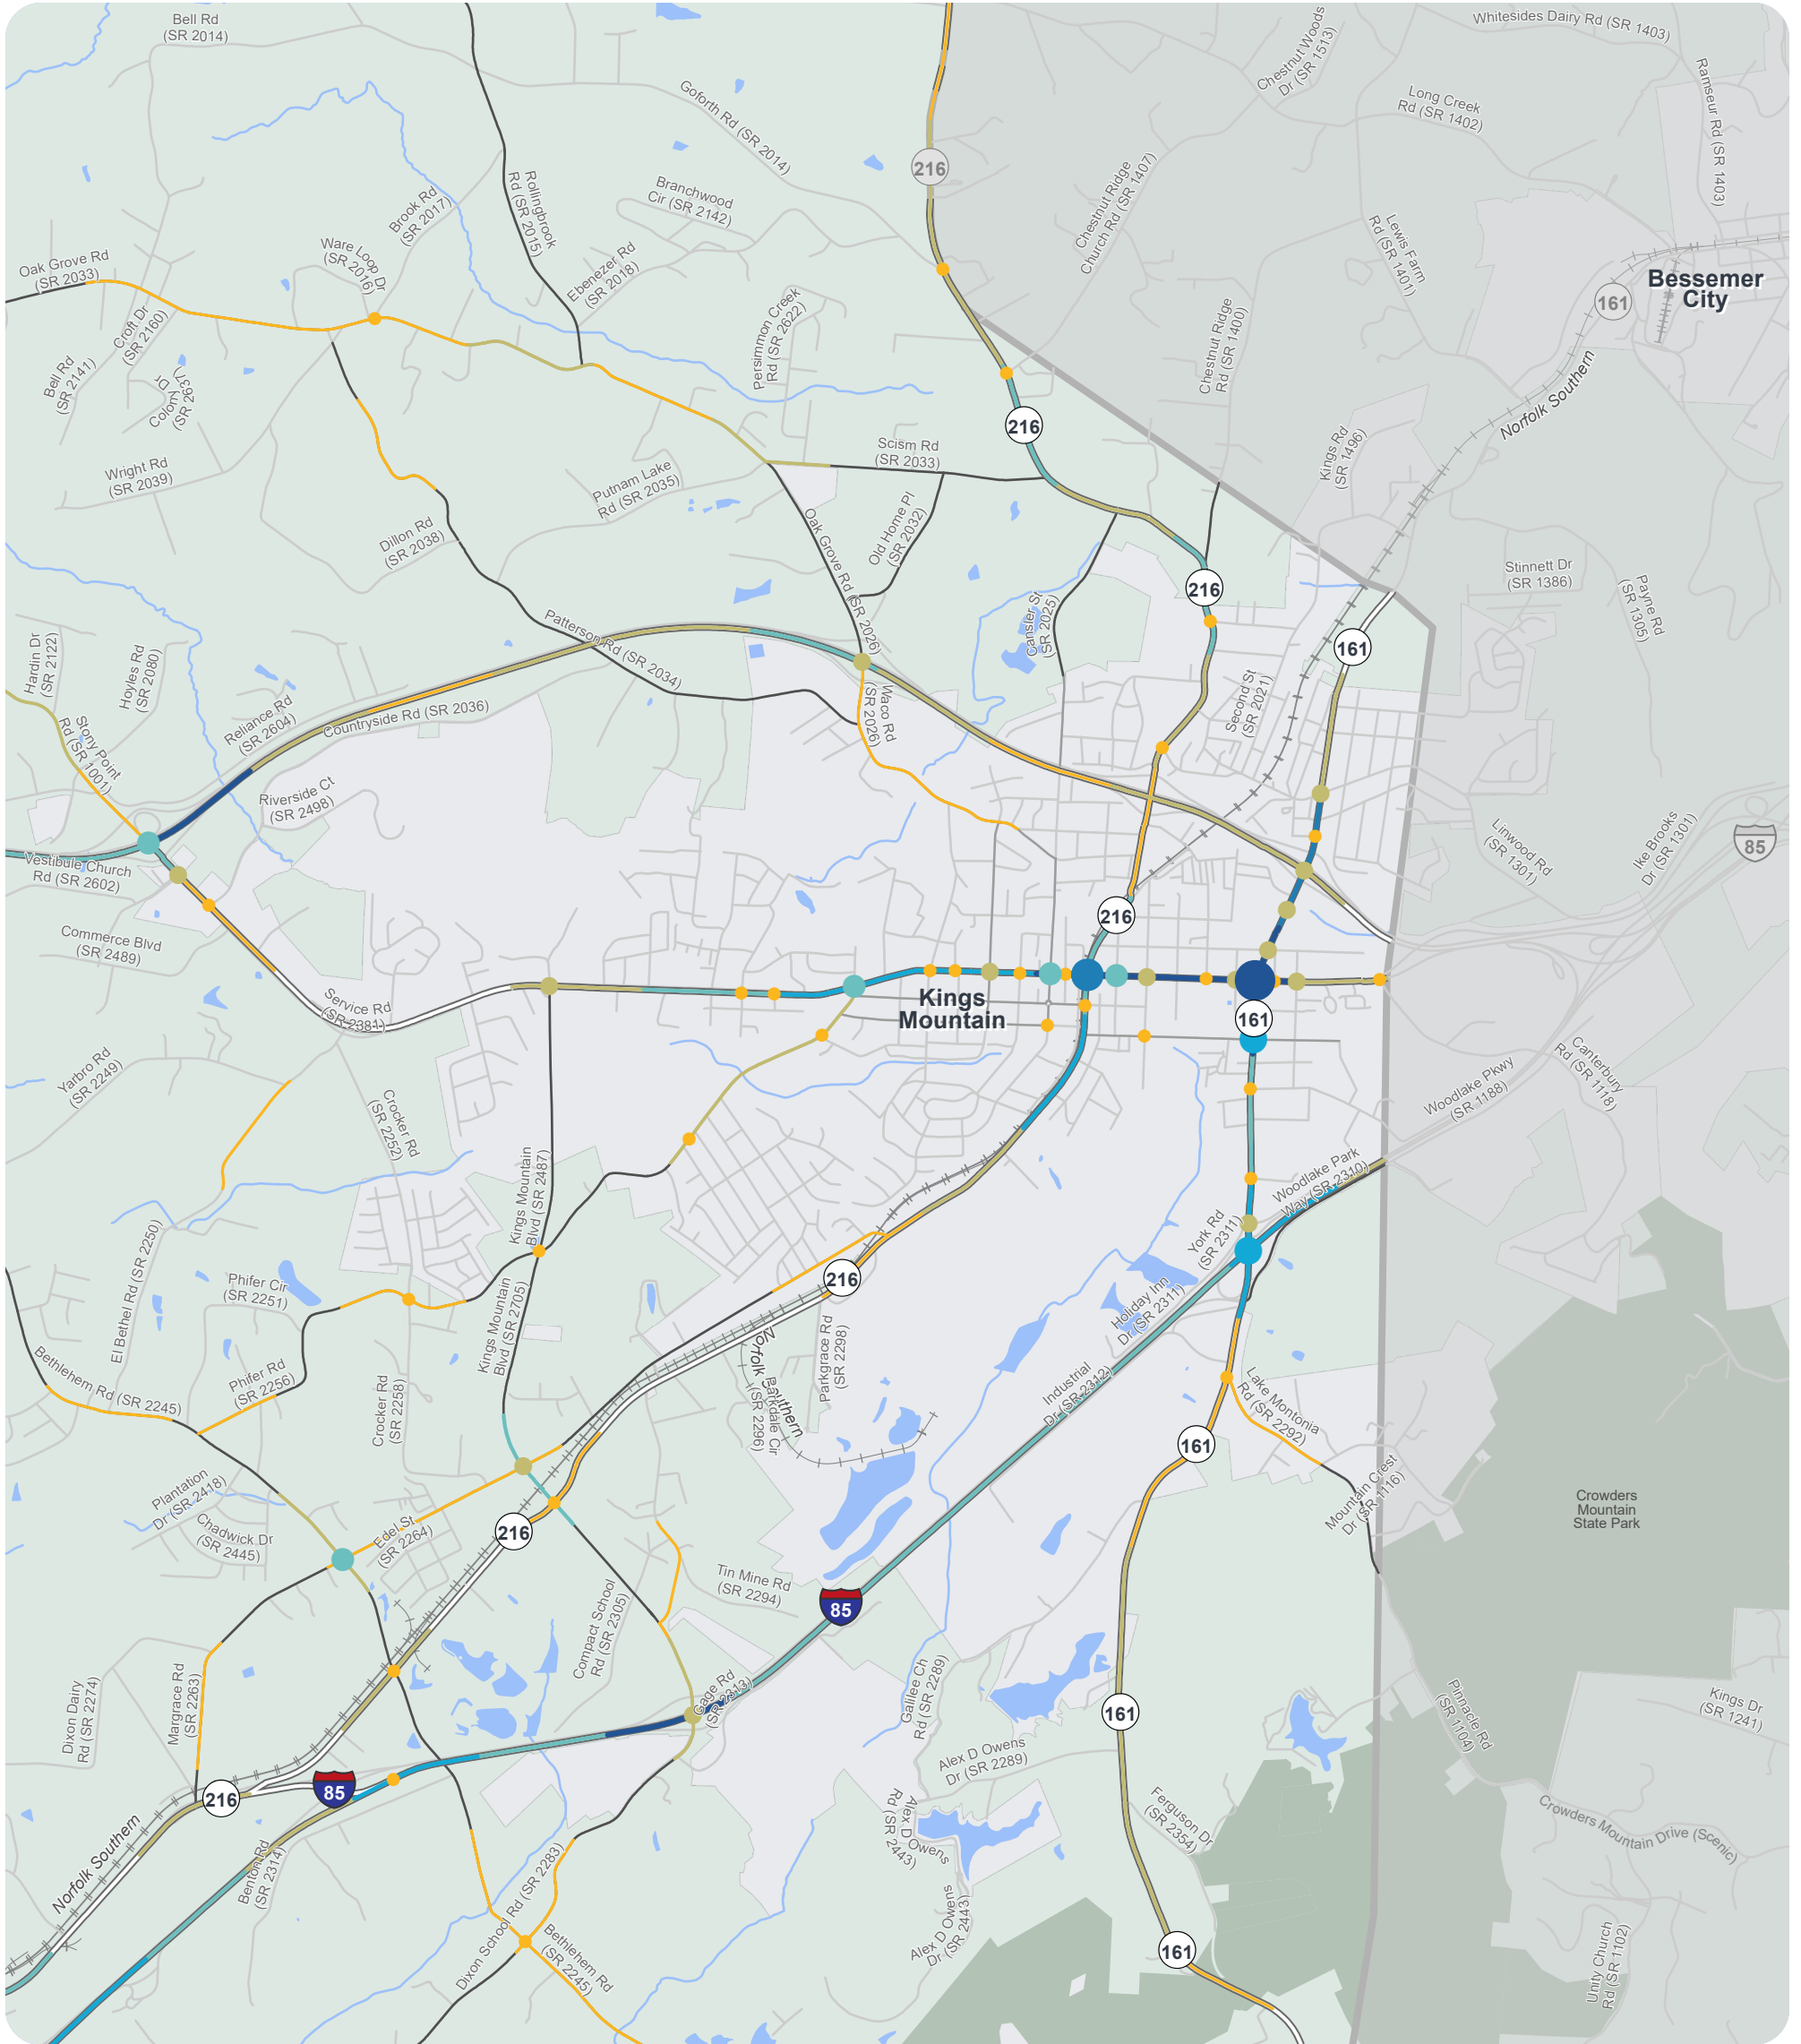 Bell Rd
(SR 2014)
Whitesides Dairy Rd (SR 1403)
Chestnut Woods
Dr (SR 1513)
Ramseur Rd
(SR 1403)
Long Creek
Rd (SR 1402)
Goforth Rd (SR 2014)
216
Rollingbrook
Rd (SR 2015)
Branchwood
Cir (SR 2142)
Brook Rd
(SR 2017)
Chestnut Ridge
Church Rd (SR 1407)
Lewis Farm
Rd (SR 1401)
Oak Grove Rd
(SR 2033)
Ware Loop Dr
(SR 2016)
Ebenezer Rd
(SR 2018)
Bessemer
City
161
Croft Dr
(SR 2160)
Bell Rd
(SR 2141)
Colony Dr
(SR 2637)
Persimmon Creek
Rd (SR 2622)
Chestnut Ridge
Rd (SR 1400)
Norfolk Southern
216
Kings Rd
(SR 1496)
Scism Rd
(SR 2033)
Wright Rd
(SR 2039)
Putnam Lake
Rd (SR 2035)
Dillon Rd
(SR 2038)
Oak Grove Rd (SR 2026)
Old Home Pl
(SR 2032)
216
Stinnett Dr
(SR 1386)
Payne Rd
(SR 1305)
Cansler St
(SR 2025)
161
Patterson Rd (SR 2034)
Hardin Dr
(SR 2122)
Hoyles Rd
(SR 2080)
Waco Rd
(SR 2026)
Second St
(SR 2021)
Reliance Rd
(SR 2604)
Countryside Rd (SR 2036)
Stony Point
Rd (SR 1001)
Riverside Ct
(SR 2498)
Linwood Rd
(SR 1301)
Ike Brooks
Dr (SR 1301)
85
Vestibule Church
Rd (SR 2602)
216
Commerce Blvd
(SR 2489)
Service Rd
(SR 2381)
Kings
Mountain
161
Yarbro Rd
(SR 2249)
Crocker Rd
(SR 2252)
Woodlake Pkwy
(SR 1188)
Canterbury
Rd (SR 1118)
Kings Mountain
Blvd (SR 2487)
Woodlake Park
Way (SR 2310)
York Rd
(SR 2311)
El Bethel Rd (SR 2250)
Phifer Cir
(SR 2251)
216
Holiday Inn
Dr (SR 2311)
Kings Mountain
Blvd (SR 2705)
Norfolk Southern
Parkgrace Rd
(SR 2298)
Parkdale Cir
(SR 2296)
Bethlehem Rd (SR 2245)
Phifer Rd
(SR 2256)
Crocker Rd
(SR 2258)
Industrial
Dr (SR 2312)
Lake Montonia
Rd (SR 2292)
161
Mountain Crest
Dr (SR 1116)
Crowders
Mountain
State Park
Plantation
Dr (SR 2418)
Chadwick Dr
(SR 2445)
Edel St
(SR 2264)
216
Tin Mine Rd
(SR 2294)
Compact School
Rd (SR 2305)
85
Margrace Rd
(SR 2263)
Dixon Dairy
Rd (SR 2274)
Gage Rd
(SR 2313)
Galilee Ch
Rd (SR 2289)
161
Pinnacle Rd
(SR 1104)
Kings Dr
(SR 1241)
Alex D Owens
Dr (SR 2289)
216
85
Alex D Owens
Rd (SR 2443)
Ferguson Dr
(SR 2354)
Crowders Mountain Drive (Scenic)
Norfolk Southern
Benton Rd
(SR 2314)
Dixon School Rd (SR 2283)
Bethlehem Rd
(SR 2245)
Alex D Owens
Dr (SR 2443)
161
Unity Church
Rd (SR 1102)